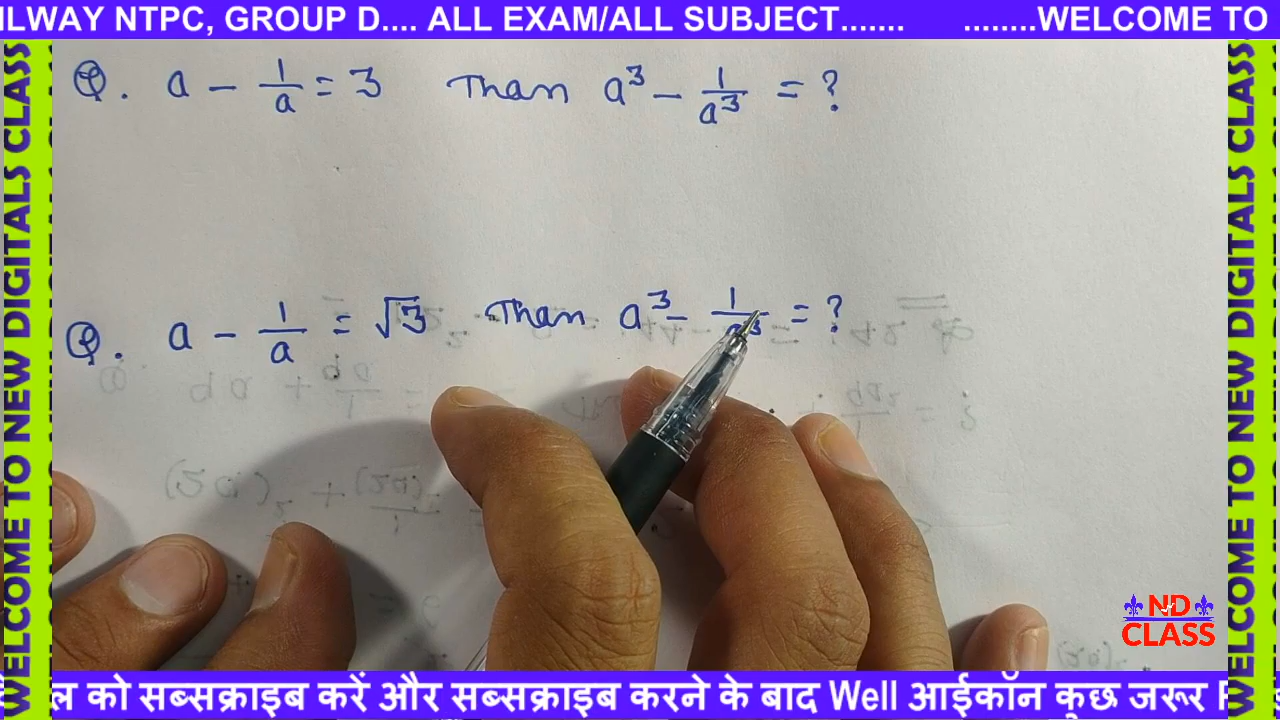 ILWAY NTPC, GROUP D.... ALL EXAM/ALL SUBJECT....... ........WELCOME TO
Q. a - 1/a = 3 Than a³ - 1/a³ = ?
Q. a - 1/a = √3 Than a³ - 1/a³ = ?
WELCOME TO NEW DIGITALS CLASS
WELCOME TO NEW DIGITALS CLASS
ND
CLASS
ल को सब्सक्राइब करें और सब्सक्राइब करने के बाद Well आईकॉन कुछ जरूर